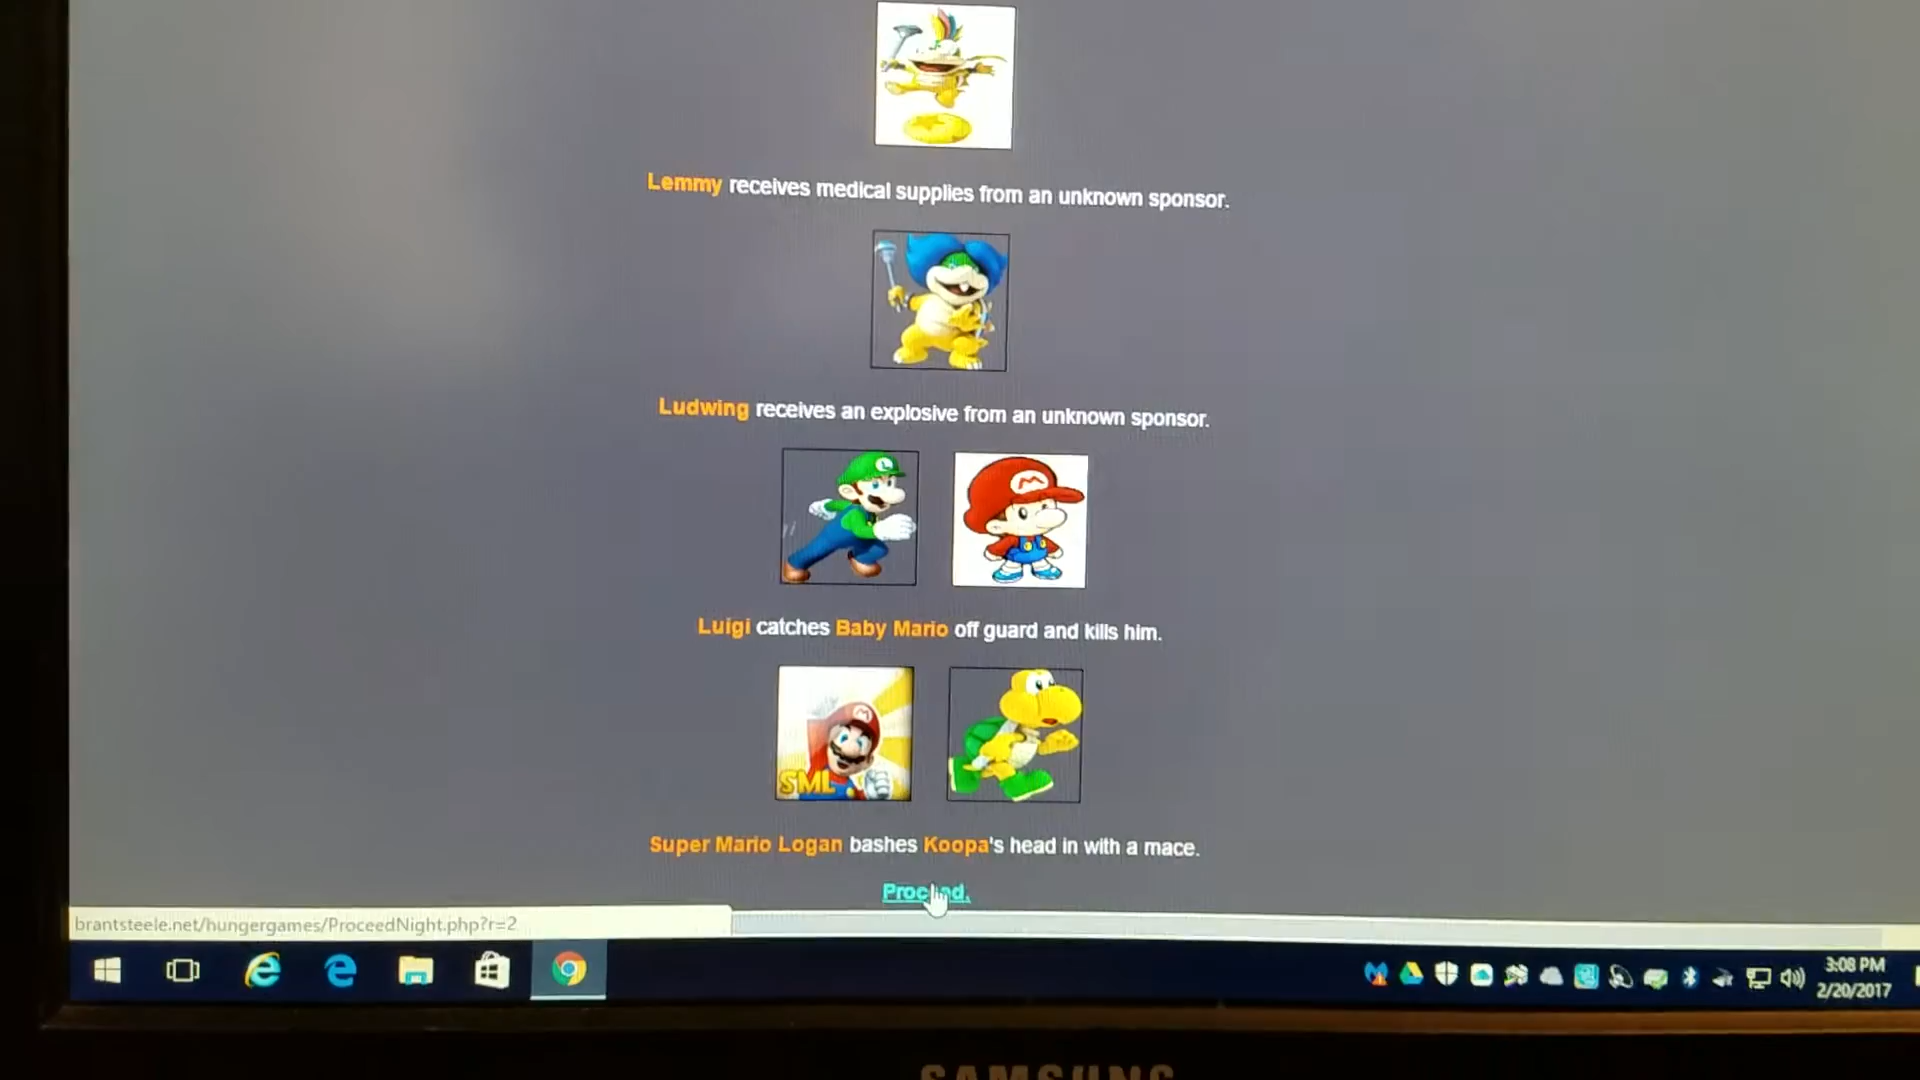 Lemmy receives medical supplies from an unknown sponsor.
Ludwing receives an explosive from an unknown sponsor.
L
M
Luigi catches Baby Mario off guard and kills him.
M
SML
Super Mario Logan bashes Koopa's head in with a mace.
Proceed.
brantsteele.net/hungergames/ProceedNight.php?r=2
3:08 PM
2/20/2017
SAMSUNG